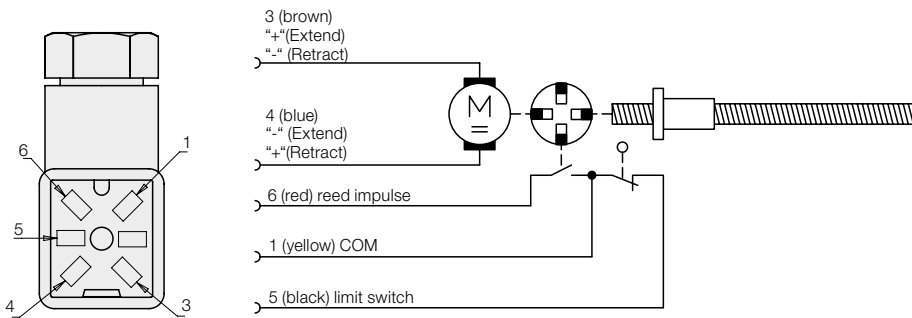 6
1
5
4
3
3 (brown)
“+“(Extend)
“-“ (Retract)
4 (blue)
“-“ (Extend)
“+“(Retract)
6 (red) reed impulse
1 (yellow) COM
5 (black) limit switch
M
=